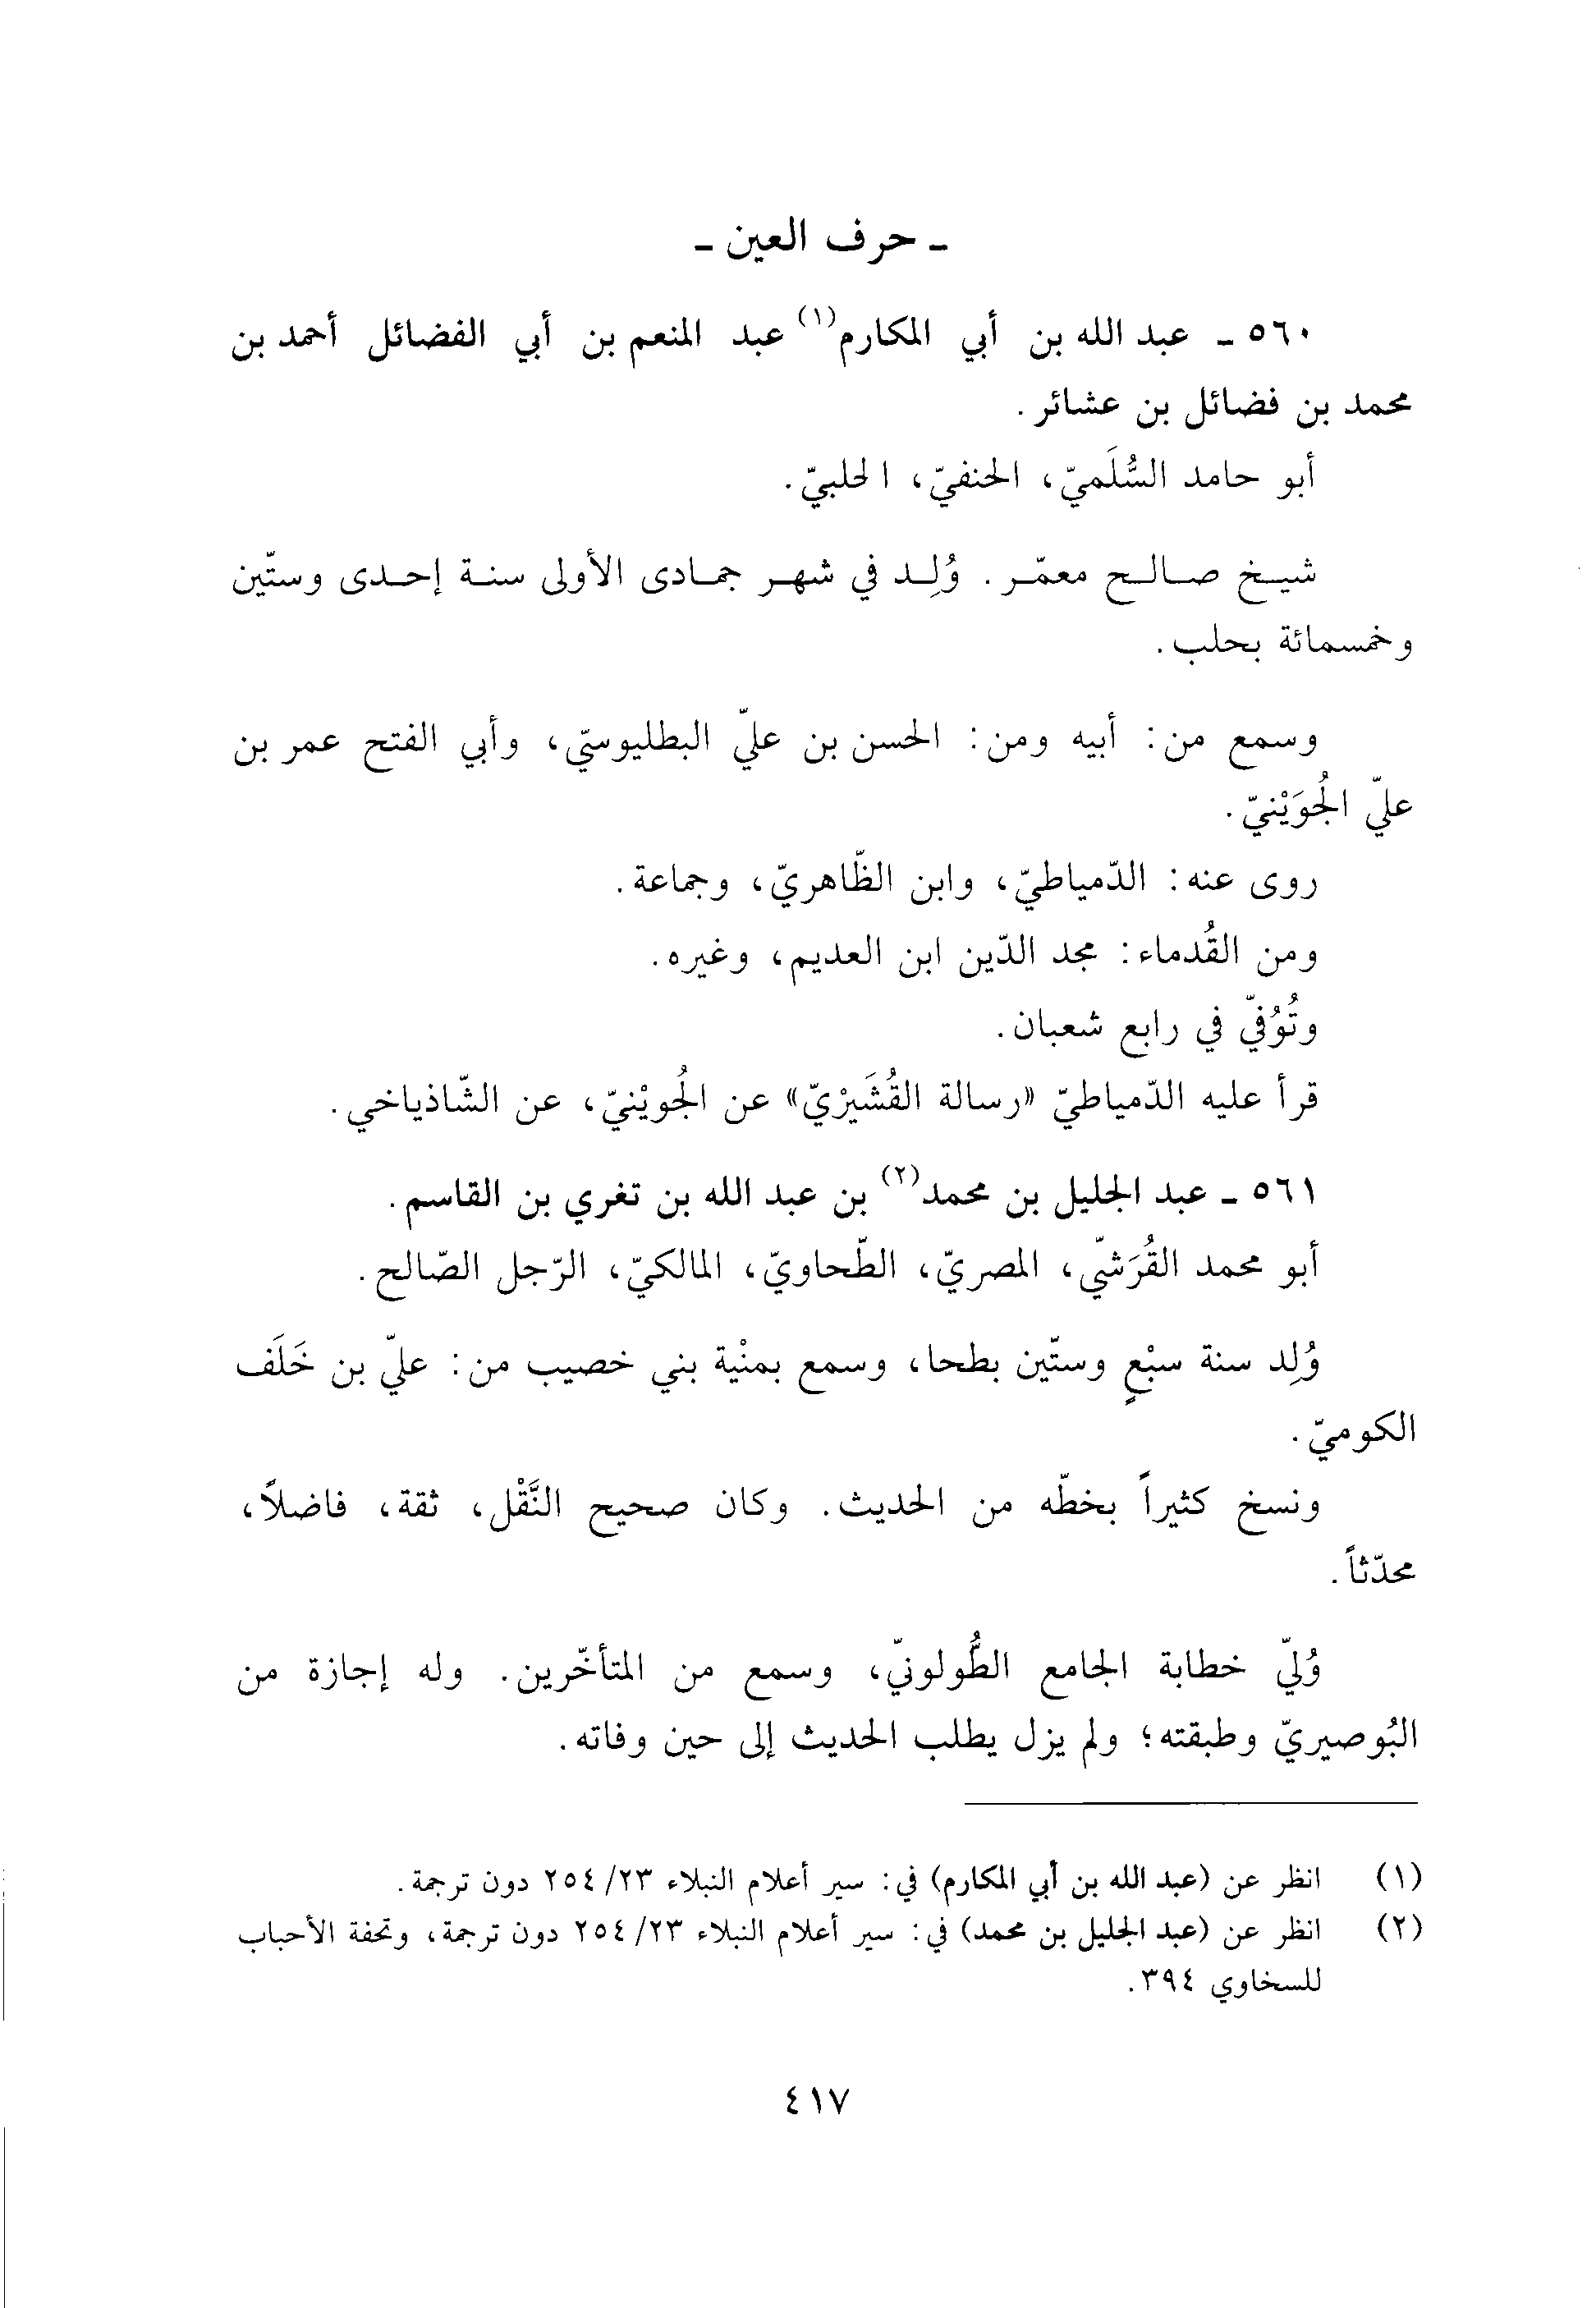 ـ حرف العين ـ
٥٦٠ ـ عبد الله بن أبي المكارم(١) عبد المنعم بن أبي الفضائل أحمد بن
محمد بن فضائل بن عشائر.
أبو حامد السُّلَميّ، الحنفيّ، الحلبيّ.
شيخ صالح معمّر. وُلِد في شهر جمادى الأولى سنة إحدى وستّين
وخمسمائة بحلب.
وسمع من: أبيه ومن: الحسن بن عليّ البطليوسيّ، وأبي الفتح عمر بن
عليّ الجُوَيْنيّ.
روى عنه: الدّمياطيّ، وابن الظّاهريّ، وجماعة.
ومن القُدماء: مجد الدّين ابن العديم، وغيره.
وتُوُفيّ في رابع شعبان.
قرأ عليه الدّمياطيّ «رسالة القُشَيْريّ» عن الجُويْنيّ، عن الشّاذياخي.
٥٦١ ـ عبد الجليل بن محمد(٢) بن عبد الله بن تغري بن القاسم.
أبو محمد القُرَشيّ، المصريّ، الطّحاويّ، المالكيّ، الرّجل الصّالح.
وُلِد سنة سبْعٍ وستّين بطحا، وسمع بمنْية بني خصيب من: عليّ بن خَلَف
الكوميّ.
ونسخ كثيراً بخطّه من الحديث. وكان صحيح النَّقْل، ثقة، فاضلاً،
محدّثاً.
وُليّ خطابة الجامع الطُّولونيّ، وسمع من المتأخّرين. وله إجازة من
البُوصيريّ وطبقته؛ ولم يزل يطلب الحديث إلى حين وفاته.
(١) انظر عن (عبد الله بن أبي المكارم) في: سير أعلام النبلاء ٢٣/٢٥٤ دون ترجمة.
(٢) انظر عن (عبد الجليل بن محمد) في: سير أعلام النبلاء ٢٣/٢٥٤ دون ترجمة، وتحفة الأحباب
للسخاوي ٣٩٤.
٤١٧